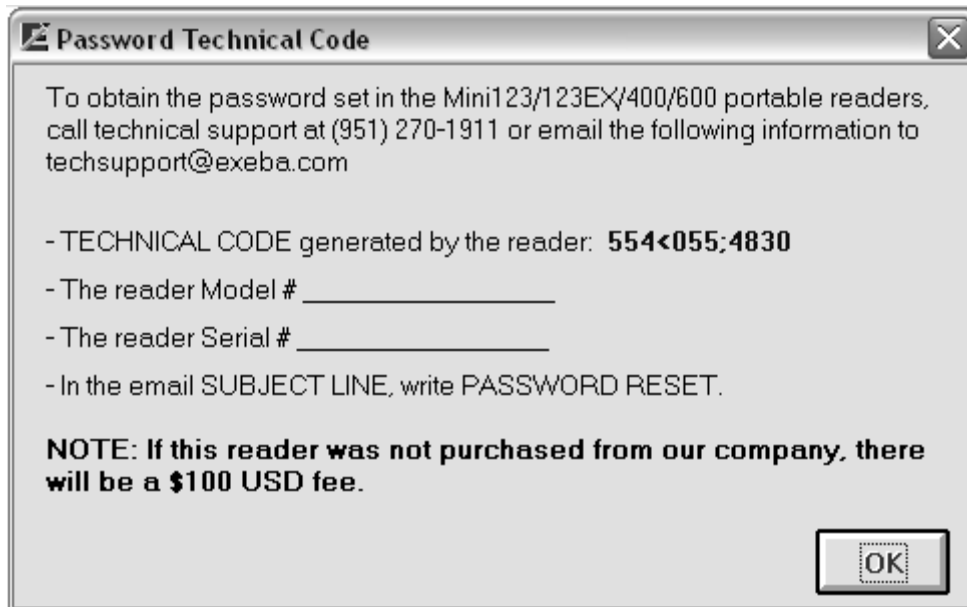 Password Technical Code
To obtain the password set in the Mini123/123EX/400/600 portable readers,
call technical support at (951) 270-1911 or email the following information to
techsupport@exeba.com
- TECHNICAL CODE generated by the reader: 554<055;4830
- The reader Model # _______________
- The reader Serial # _______________
- In the email SUBJECT LINE, write PASSWORD RESET.
NOTE: If this reader was not purchased from our company, there
will be a $100 USD fee.
OK